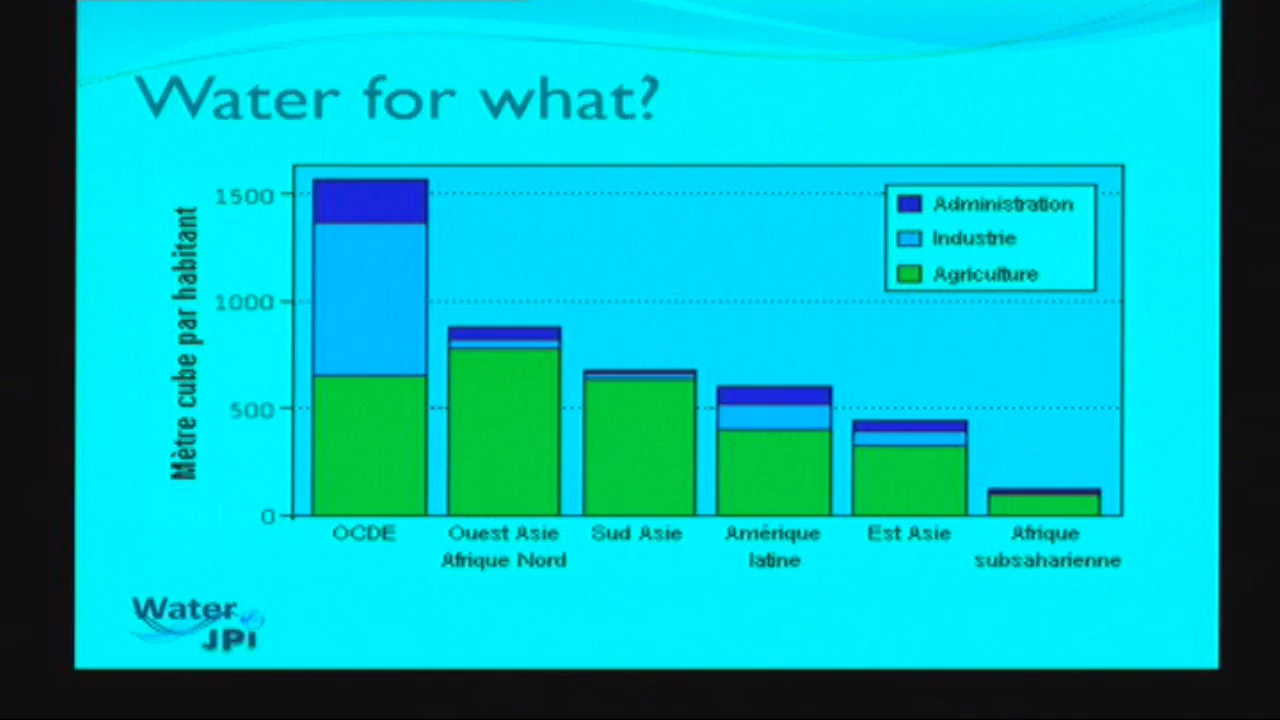 Water for what?
Mètre cube par habitant
1500
1000
500
0
Administration
Industrie
Agriculture
OCDE
Ouest Asie
Afrique Nord
Sud Asie
Amérique
latine
Est Asie
Afrique
subsaharienne
Water
JPI